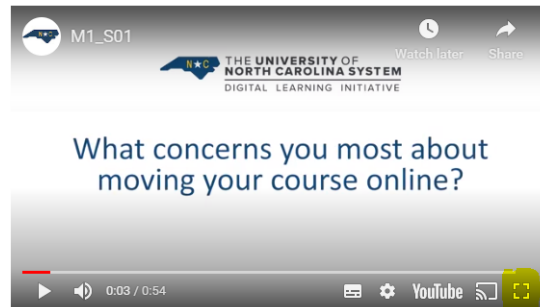 M1_S01
Watch later
Share
N★C
THE UNIVERSITY OF
NORTH CAROLINA SYSTEM
DIGITAL LEARNING INITIATIVE
What concerns you most about
moving your course online?
0:03 / 0:54
YouTube